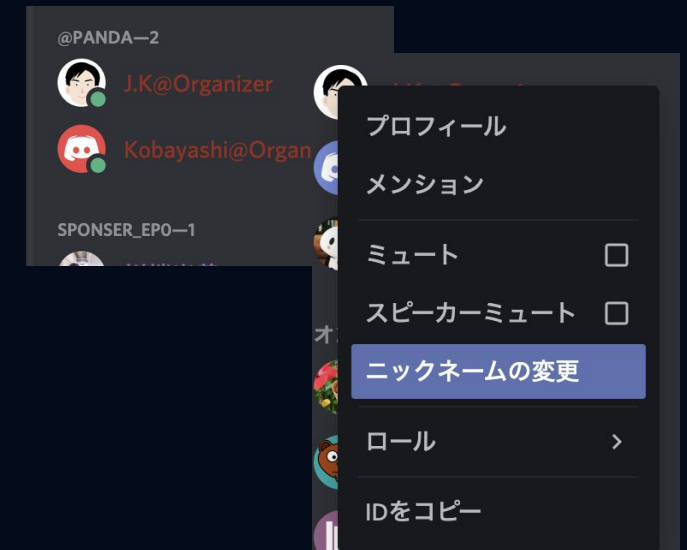 @PANDA—2
J.K@Organizer
Kobayashi@Organ
SPONSER_EP0—1
プロフィール
メンション
ミュート
スピーカーミュート
ニックネームの変更
ロール
IDをコピー